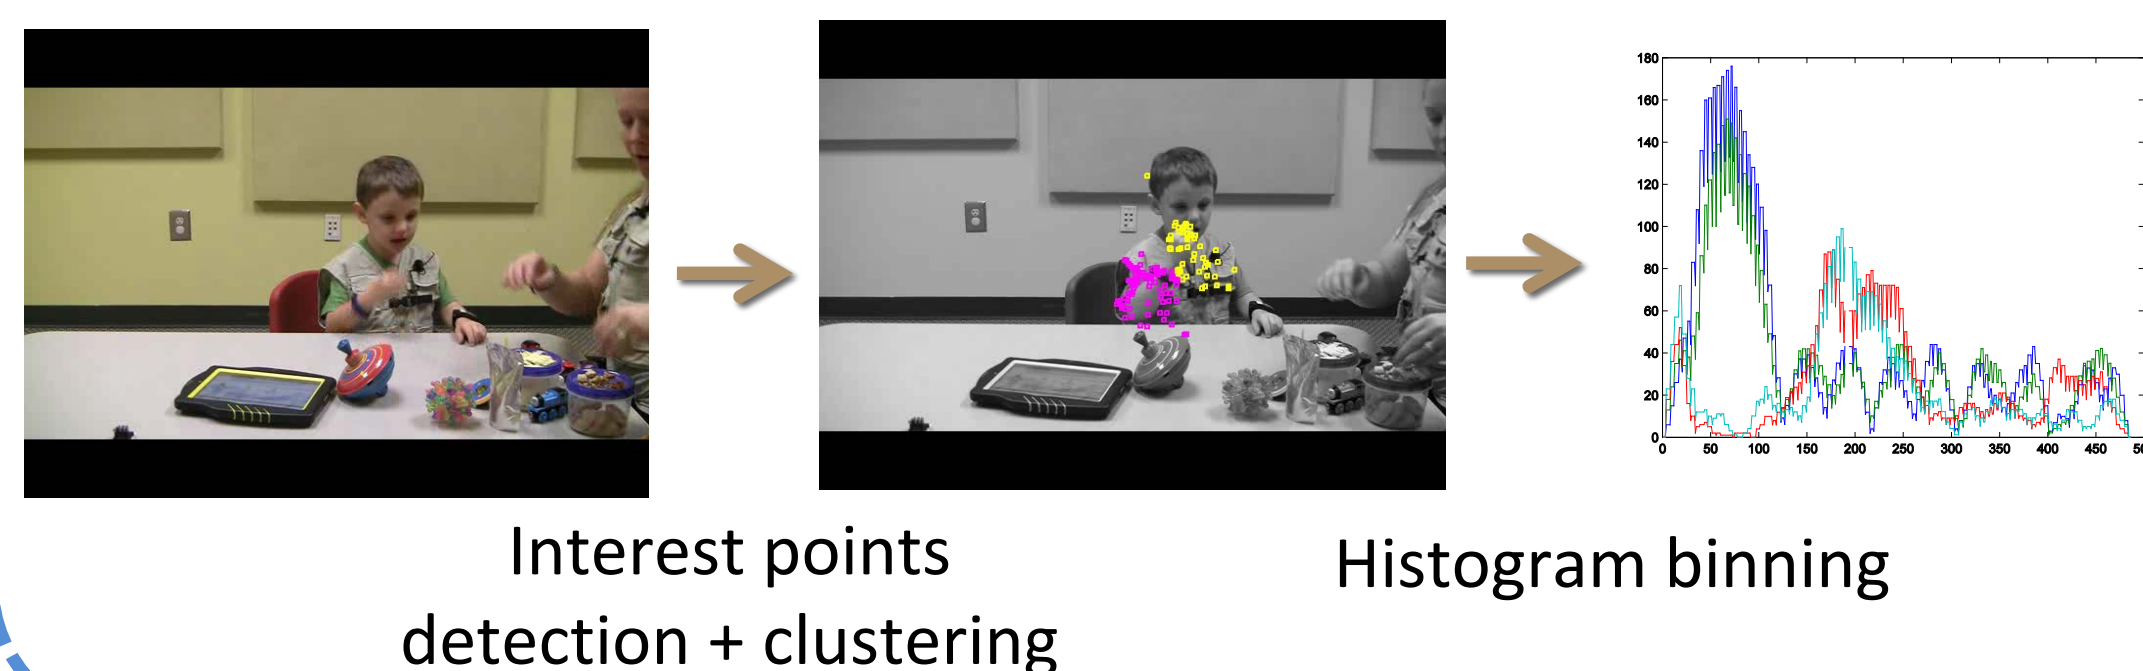 180
160
140
120
100
80
60
40
20
0
0 50 100 150 200 250 300 350 400 450
Interest points
detection + clustering
Histogram binning